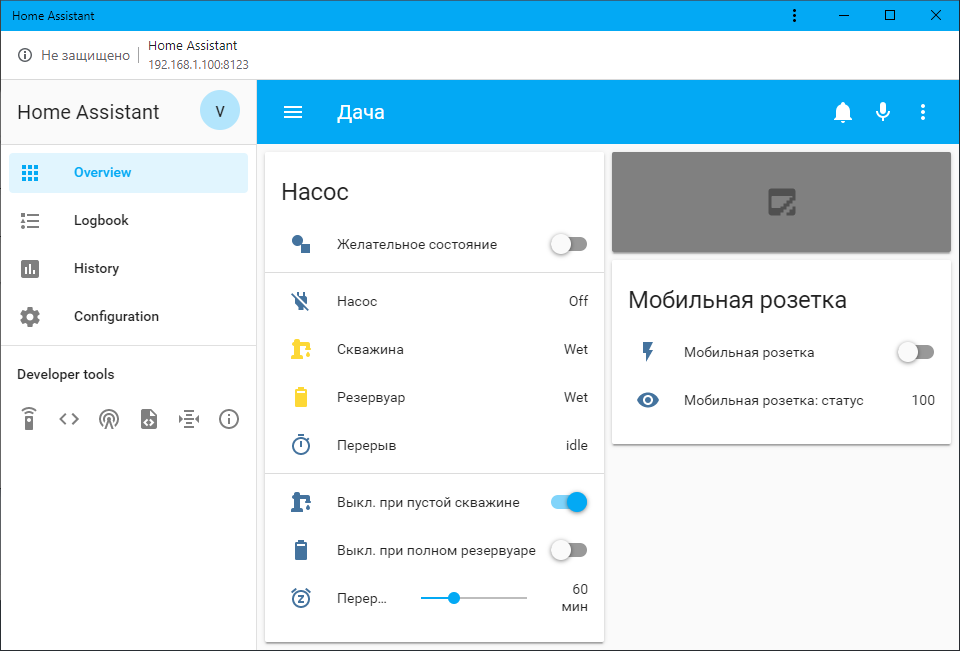 Home Assistant
Не защищено
Home Assistant
192.168.1.100:8123
Home Assistant
V
Дача
Overview
Logbook
History
Configuration
Developer tools
Насос
Желательное состояние
Насос Off
Скважина Wet
Резервуар Wet
Перерыв idle
Выкл. при пустой скважине
Выкл. при полном резервуаре
Перер... 60
мин
Мобильная розетка
Мобильная розетка
Мобильная розетка: статус 100